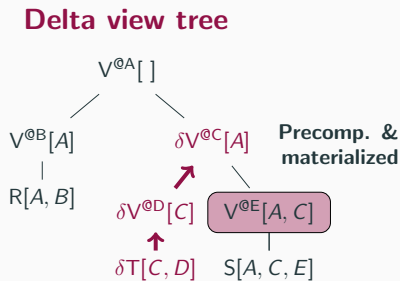 Delta view tree
V@A[ ]
V@B[A]
δV@C[A]
Precomp. &
materialized
R[A, B]
δV@D[C]
V@E[A, C]
δT[C, D]
S[A, C, E]